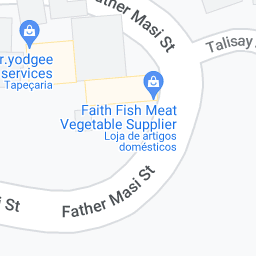 Father Masi St
Talisay
r.yodgee
services
Tapeçaria
Faith Fish Meat
Vegetable Supplier
Loja de artigos
domésticos
Father Masi St
i St